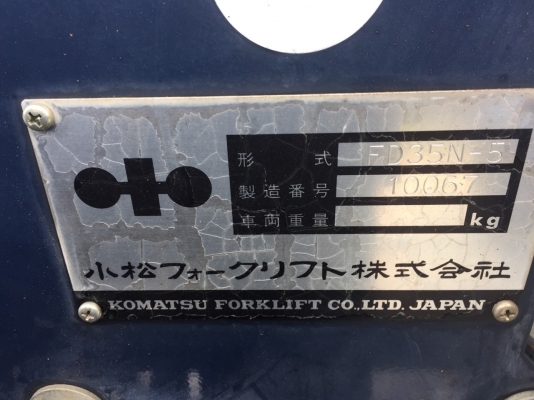 形式 FD35N-5
製造番号 10067
車両重量 kg
小松フォークリフト株式会社
KOMATSU FORKLIFT CO.,LTD. JAPAN